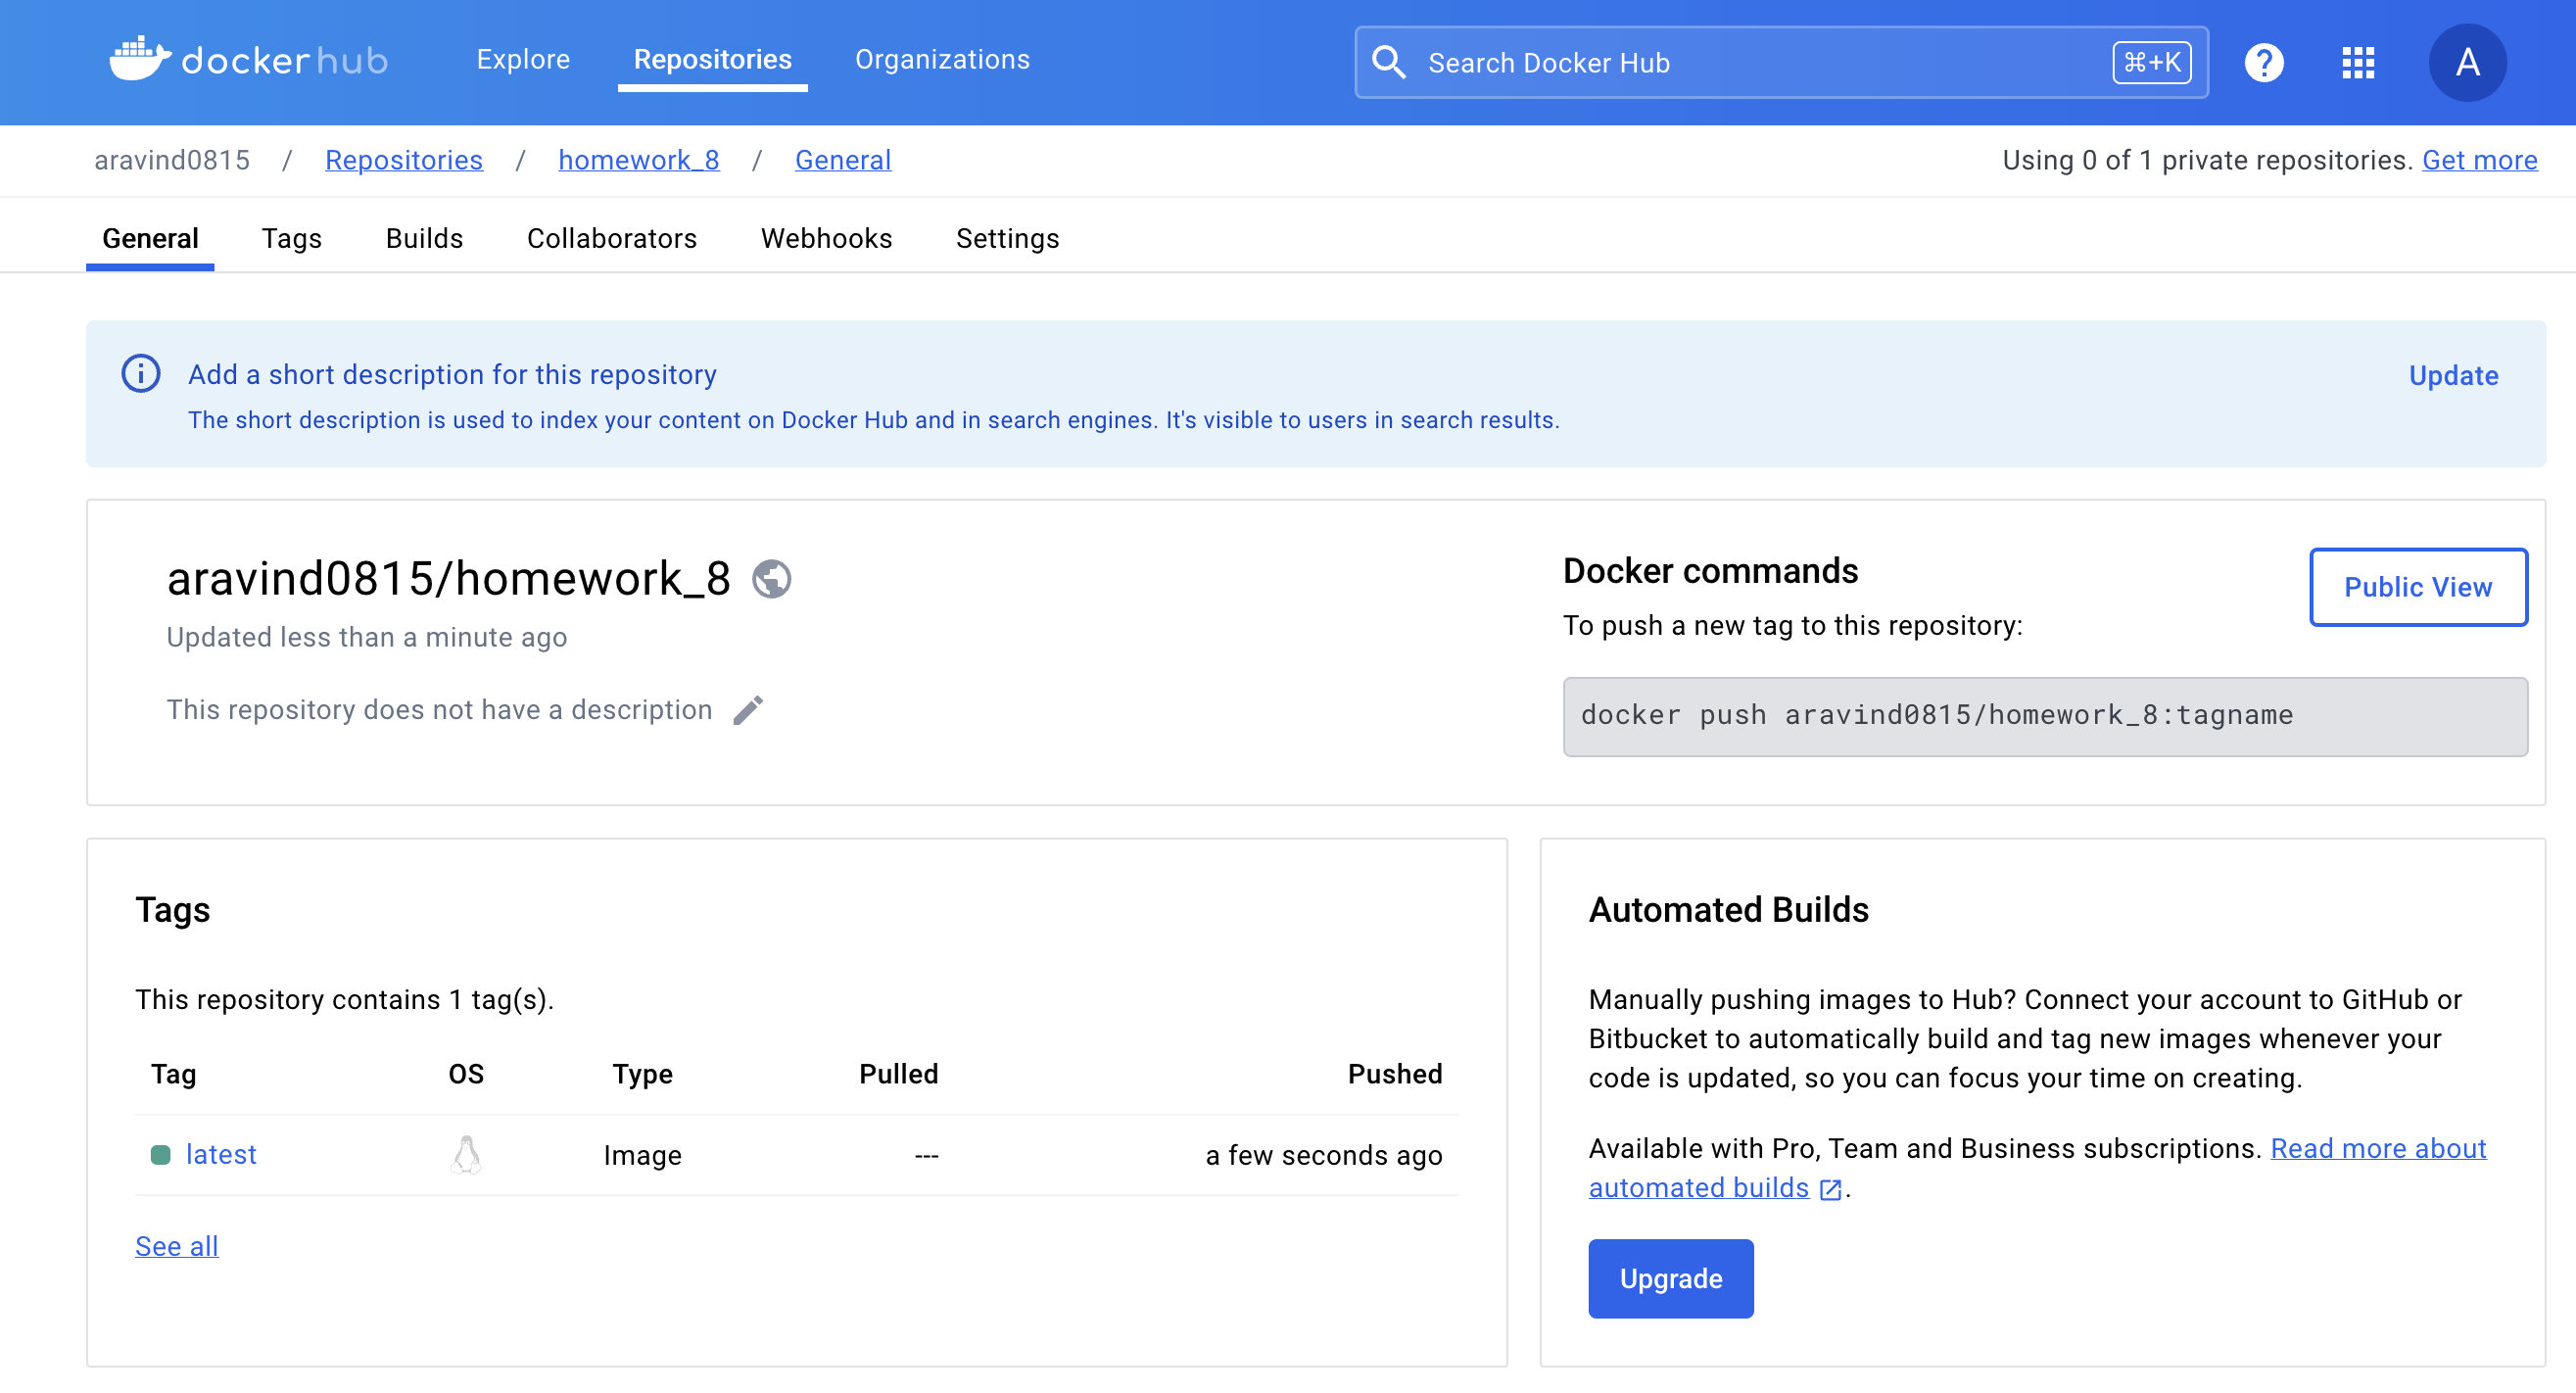 dockerhub Explore Repositories Organizations Search Docker Hub ⌘+K ? A
aravind0815 / Repositories / homework_8 / General Using 0 of 1 private repositories. Get more
General Tags Builds Collaborators Webhooks Settings
Add a short description for this repository Update
The short description is used to index your content on Docker Hub and in search engines. It's visible to users in search results.
aravind0815/homework_8
Updated less than a minute ago
This repository does not have a description
Docker commands
Public View
To push a new tag to this repository:
docker push aravind0815/homework_8:tagname
Tags
This repository contains 1 tag(s).
Tag OS Type Pulled Pushed
latest Image --- a few seconds ago
See all
Automated Builds
Manually pushing images to Hub? Connect your account to GitHub or
Bitbucket to automatically build and tag new images whenever your
code is updated, so you can focus your time on creating.
Available with Pro, Team and Business subscriptions. Read more about
automated builds .
Upgrade